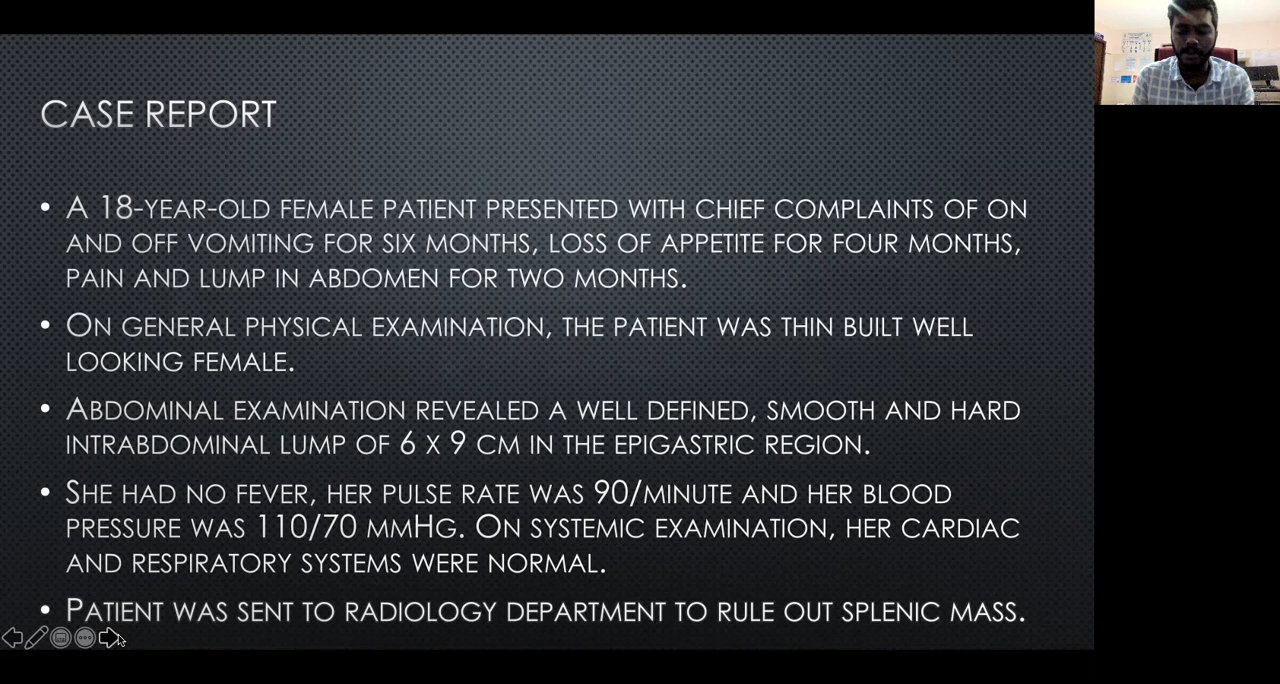 CASE REPORT
• A 18-YEAR-OLD FEMALE PATIENT PRESENTED WITH CHIEF COMPLAINTS OF ON
AND OFF VOMITING FOR SIX MONTHS, LOSS OF APPETITE FOR FOUR MONTHS,
PAIN AND LUMP IN ABDOMEN FOR TWO MONTHS.
• ON GENERAL PHYSICAL EXAMINATION, THE PATIENT WAS THIN BUILT WELL
LOOKING FEMALE.
• ABDOMINAL EXAMINATION REVEALED A WELL DEFINED, SMOOTH AND HARD
INTRABDOMINAL LUMP OF 6 X 9 CM IN THE EPIGASTRIC REGION.
• SHE HAD NO FEVER, HER PULSE RATE WAS 90/MINUTE AND HER BLOOD
PRESSURE WAS 110/70 MMHG. ON SYSTEMIC EXAMINATION, HER CARDIAC
AND RESPIRATORY SYSTEMS WERE NORMAL.
• PATIENT WAS SENT TO RADIOLOGY DEPARTMENT TO RULE OUT SPLENIC MASS.